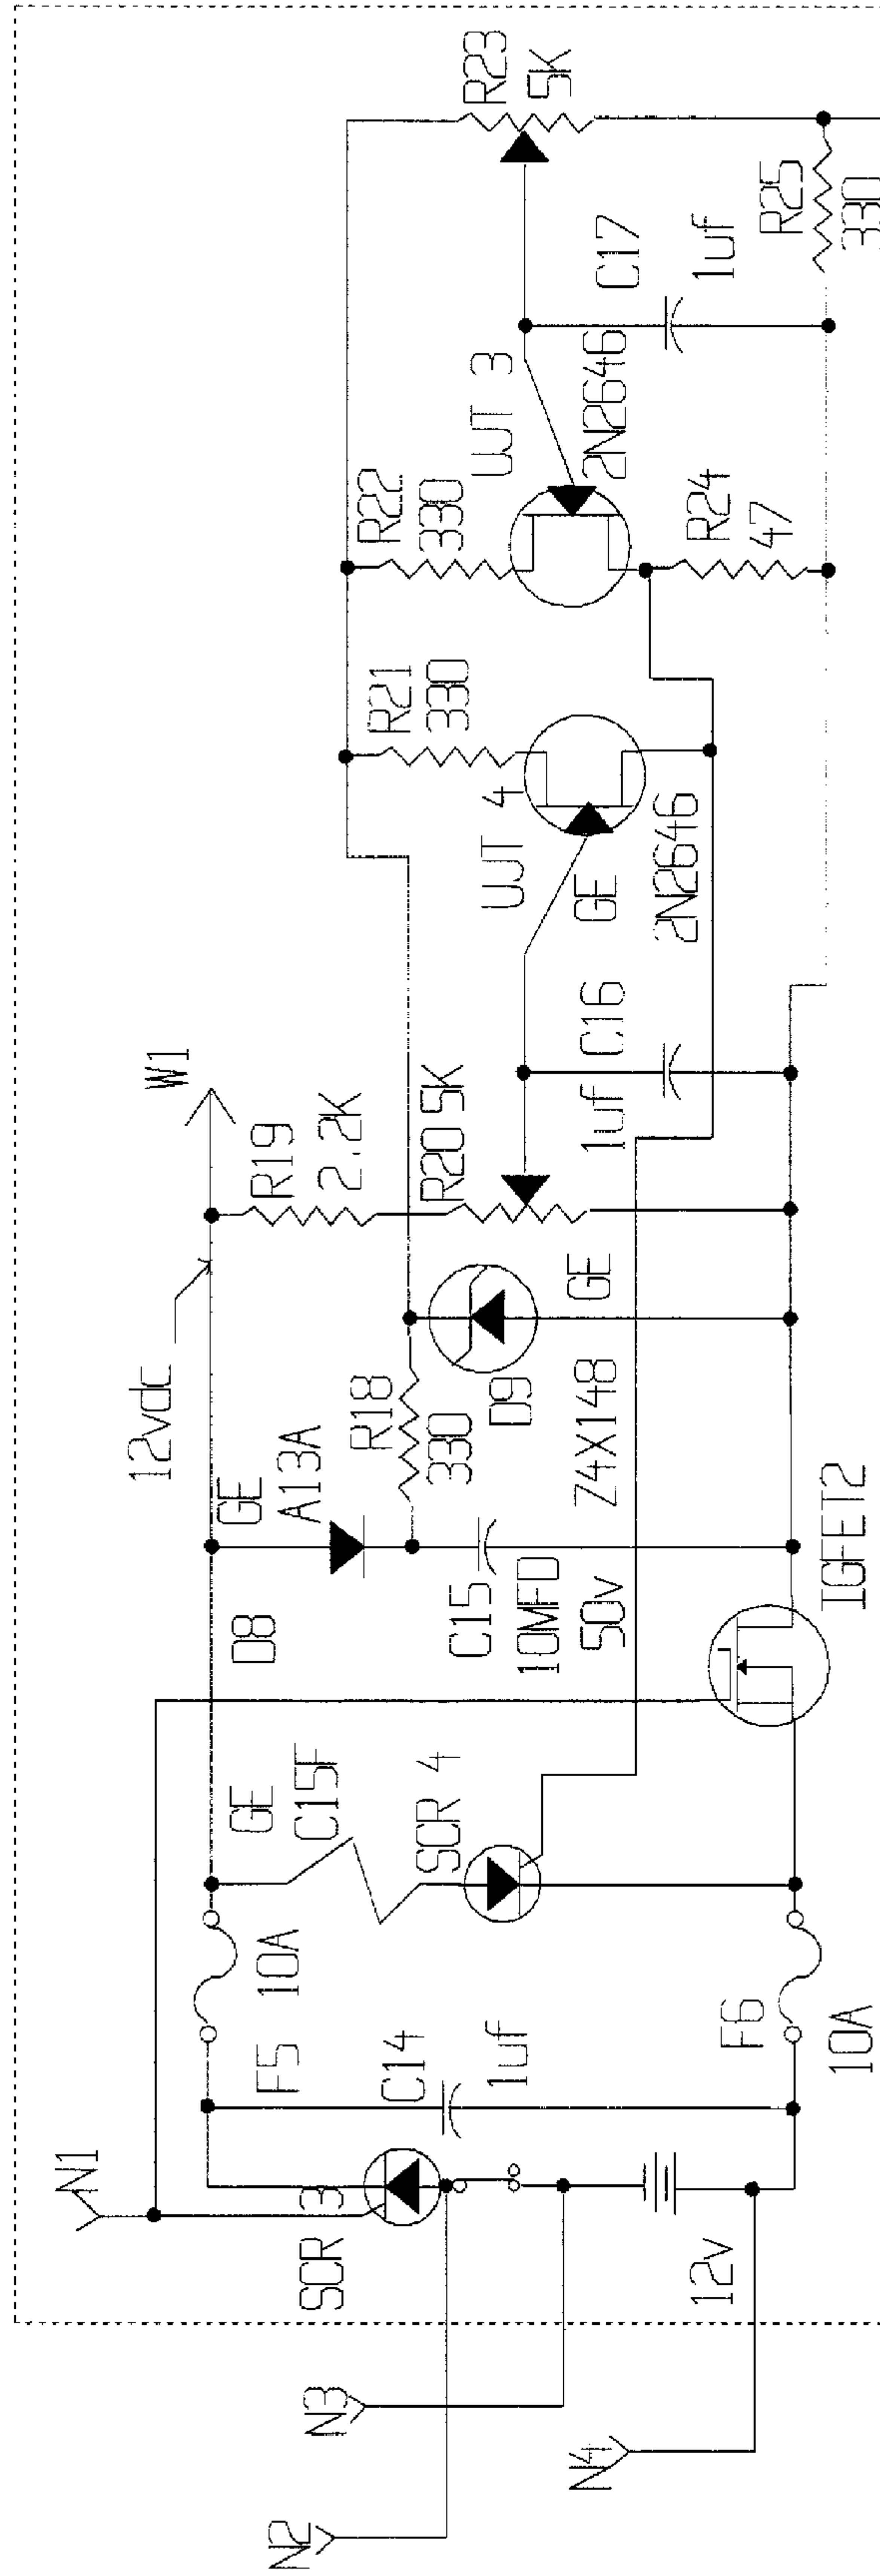 N2
N3
N4
N1
SCR 3
12v
F5
10A
C14
1uf
F6
10A
GE
C15F
SCR 4
D8
GE
A13A
12vdc
C15
10MFD
50v
R18
330
D9
GE
Z4X148
IGFET2
W1
R19
2.2K
R20 5K
C16
1uf
UJT 4
GE
2N2646
R21
330
R22
330
UJT 3
2N2646
R24
47
C17
1uf
R23
5K
R25
330